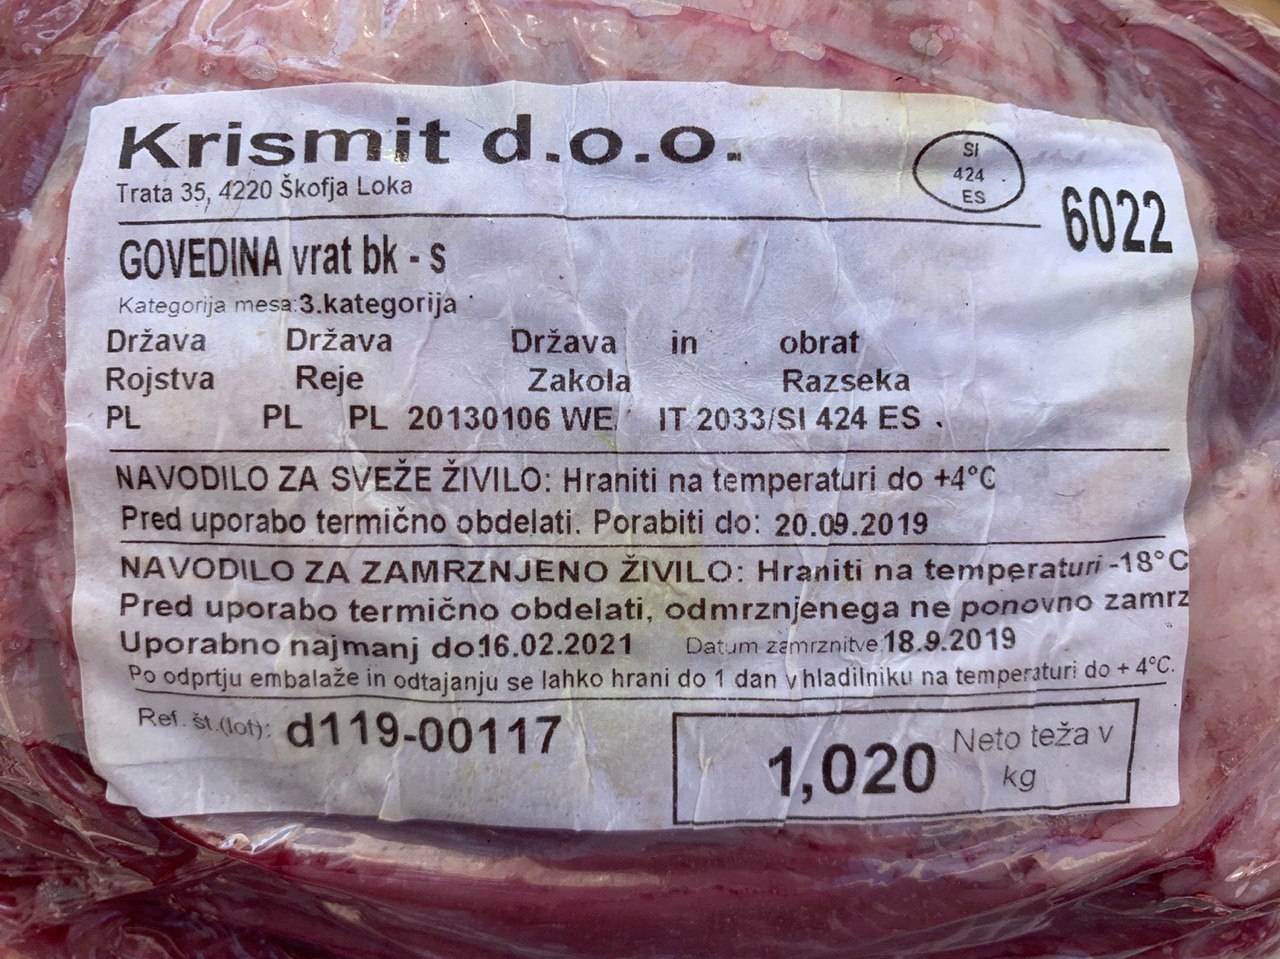 Krismit d.o.o.
Trata 35, 4220 Škofja Loka
SI
424
ES
6022
GOVEDINA vrat bk - s
Kategorija mesa:3.kategorija
Država Država Država in obrat
Rojstva Reje Zakola Razseka
PL PL PL 20130106 WE IT 2033/SI 424 ES .
NAVODILO ZA SVEŽE ŽIVILO: Hraniti na temperaturi do +4°C
Pred uporabo termično obdelati. Porabiti do: 20.09.2019
NAVODILO ZA ZAMRZNJENO ŽIVILO: Hraniti na temperaturi -18°C
Pred uporabo termično obdelati, odmrznjenega ne ponovno zamrz
Uporabno najmanj do16.02.2021 Datum zamrznitve 18.9.2019
Po odprtju embalaže in odtajanju se lahko hrani do 1 dan v hladilniku na temperaturi do + 4°C.
Ref. št.(lot): d119-00117
1,020 Neto teža v
kg